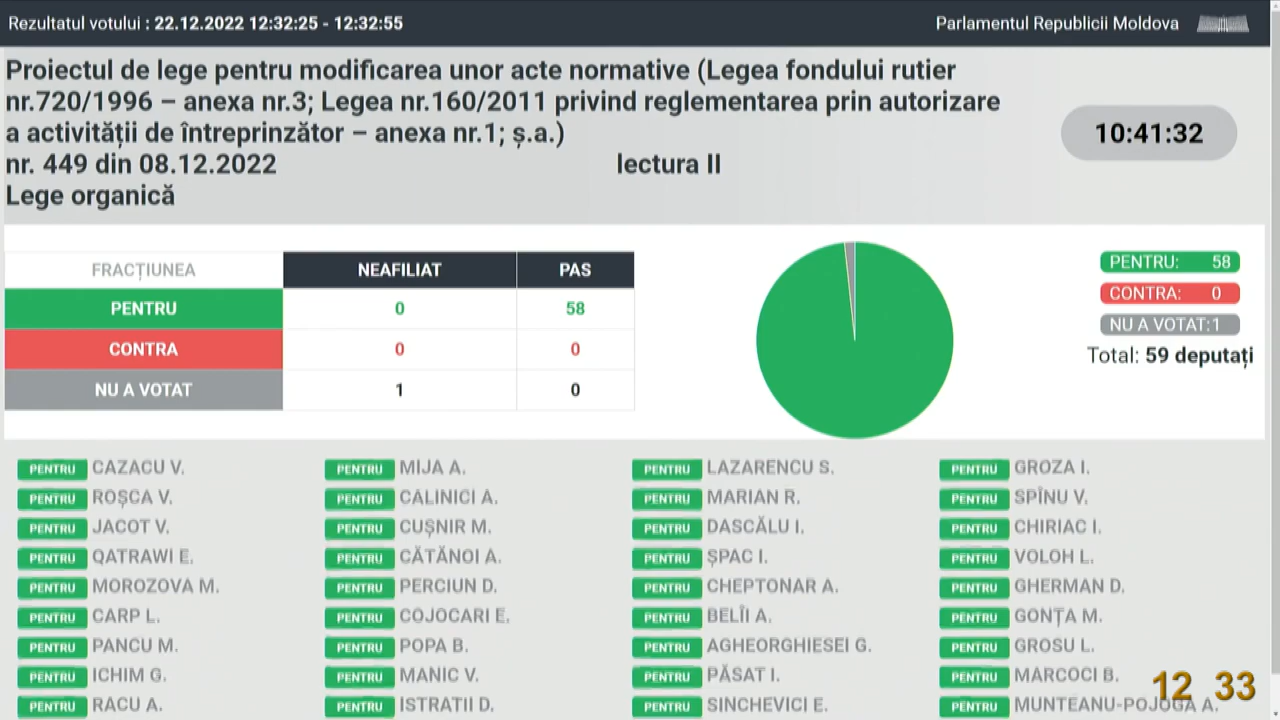 Rezultatul votului : 22.12.2022 12:32:25 - 12:32:55
Parlamentul Republicii Moldova
Proiectul de lege pentru modificarea unor acte normative (Legea fondului rutier
nr.720/1996 – anexa nr.3; Legea nr.160/2011 privind reglementarea prin autorizare
a activității de întreprinzător – anexa nr.1; ș.a.)
nr. 449 din 08.12.2022 lectura II
Lege organică
10:41:32
FRACȚIUNEA NEAFILIAT PAS
PENTRU 0 58
CONTRA 0 0
NU A VOTAT 1 0
PENTRU: 58
CONTRA: 0
NU A VOTAT:1
Total: 59 deputați
PENTRU CAZACU V. PENTRU MIJA A. PENTRU LAZARENCU S. PENTRU GROZA I.
PENTRU ROȘCA V. PENTRU CALINICI A. PENTRU MARIAN R. PENTRU SPÎNU V.
PENTRU JACOT V. PENTRU CUȘNIR M. PENTRU DASCĂLU I. PENTRU CHIRIAC I.
PENTRU QATRAWI E. PENTRU CĂTĂNOI A. PENTRU ȘPAC I. PENTRU VOLOH L.
PENTRU MOROZOVA M. PENTRU PERCIUN D. PENTRU CHEPTONAR A. PENTRU GHERMAN D.
PENTRU CARP L. PENTRU COJOCARI E. PENTRU BELÎI A. PENTRU GONȚA M.
PENTRU PANCU M. PENTRU POPA B. PENTRU AGHEORGHIESEI G. PENTRU GROSU L.
PENTRU ICHIM G. PENTRU MANIC V. PENTRU PĂSAT I. PENTRU MARCOCI B.
PENTRU RACU A. PENTRU ISTRATII D. PENTRU SINCHEVICI E. PENTRU MUNTEANU-POJOGA A.
12 33